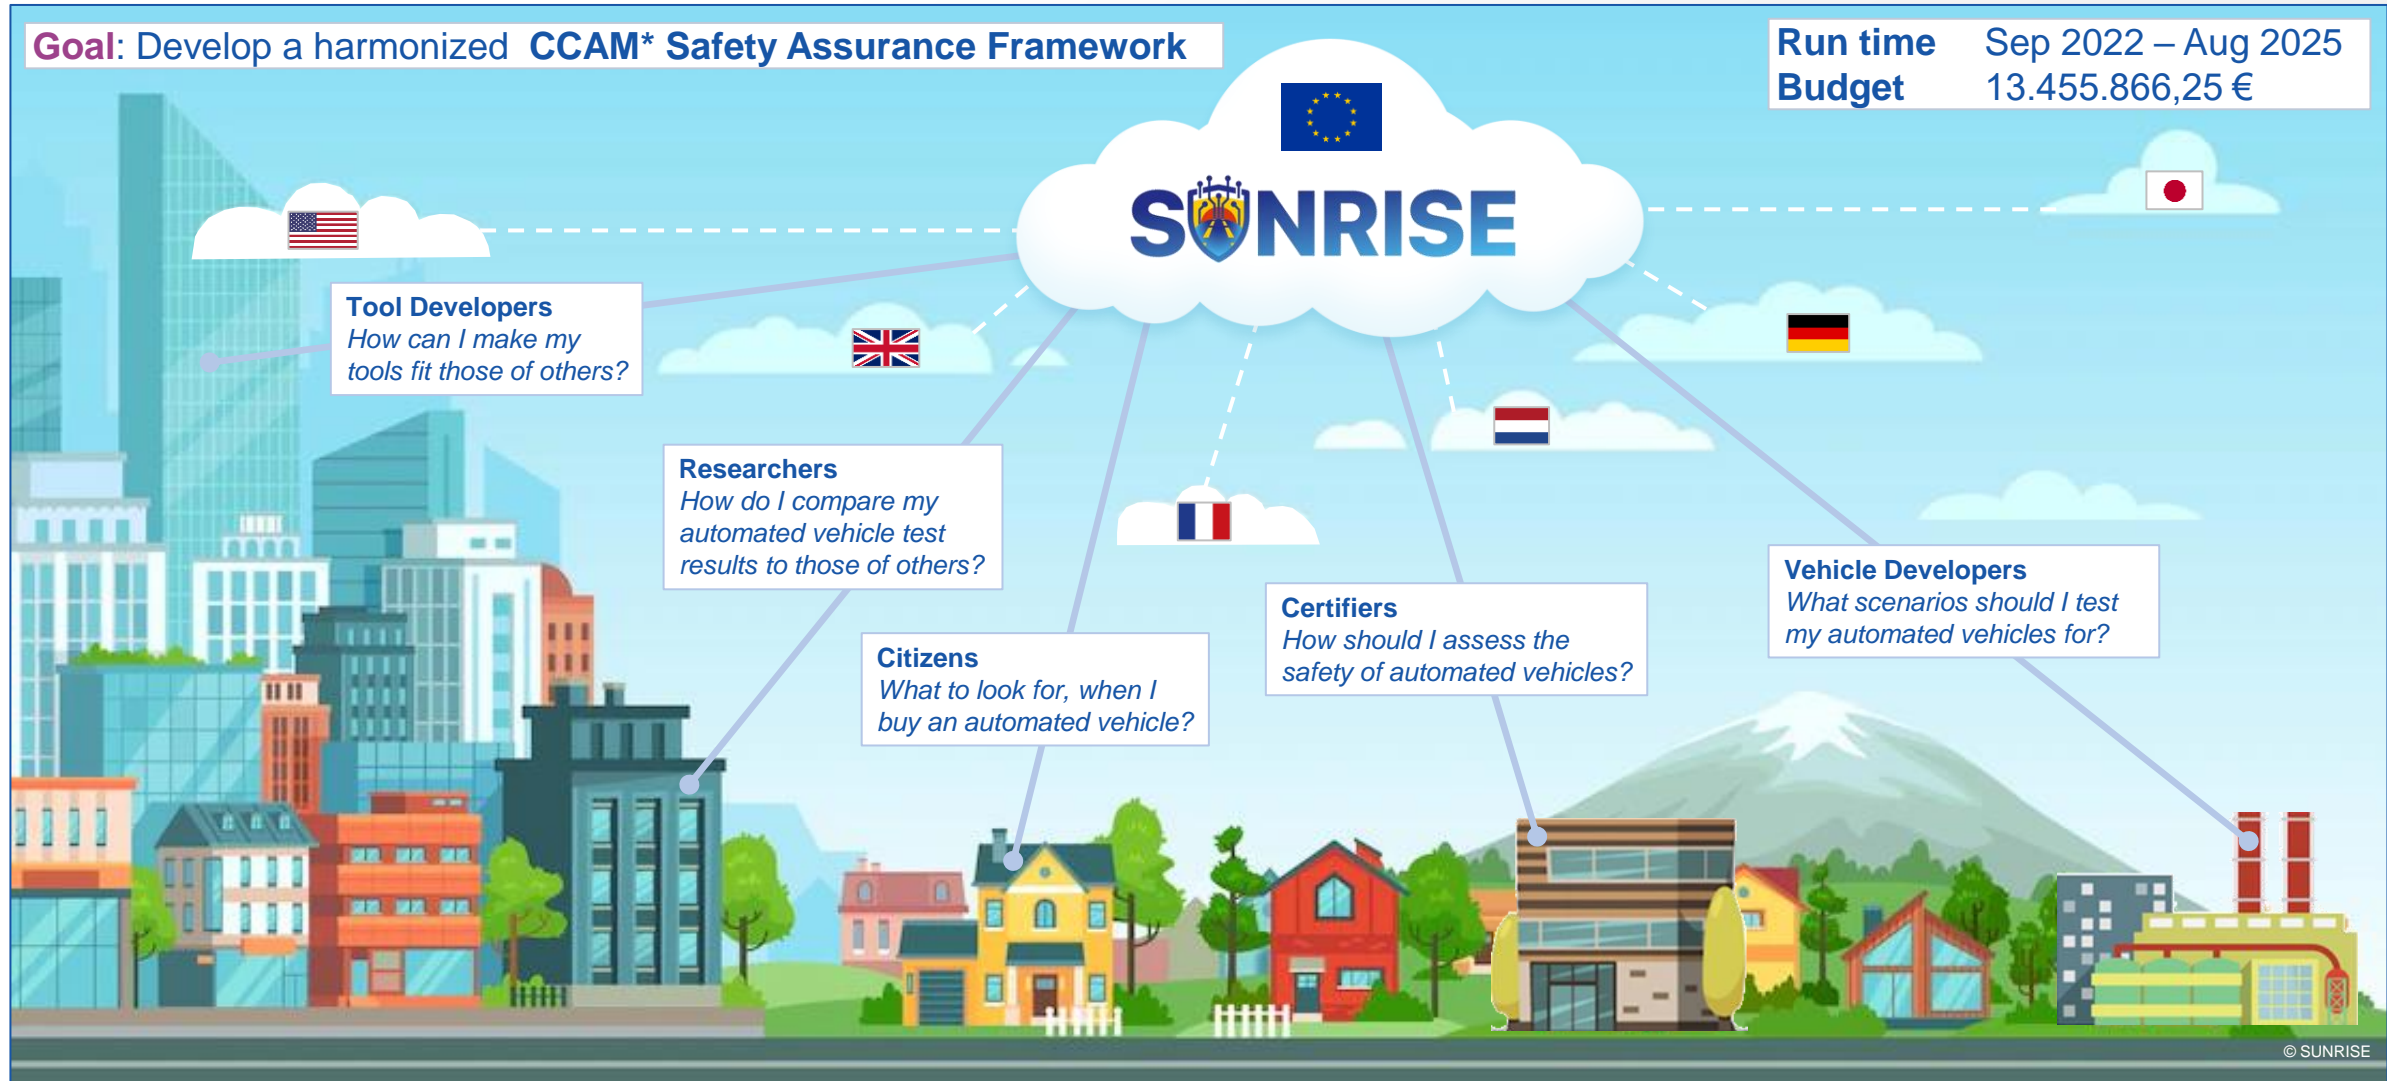 Goal: Develop a harmonized CCAM* Safety Assurance Framework
Run time Sep 2022 – Aug 2025
Budget 13.455.866,25 €
SUNRISE
Tool Developers
How can I make my
tools fit those of others?
Researchers
How do I compare my
automated vehicle test
results to those of others?
Citizens
What to look for, when I
buy an automated vehicle?
Certifiers
How should I assess the
safety of automated vehicles?
Vehicle Developers
What scenarios should I test
my automated vehicles for?
© SUNRISE